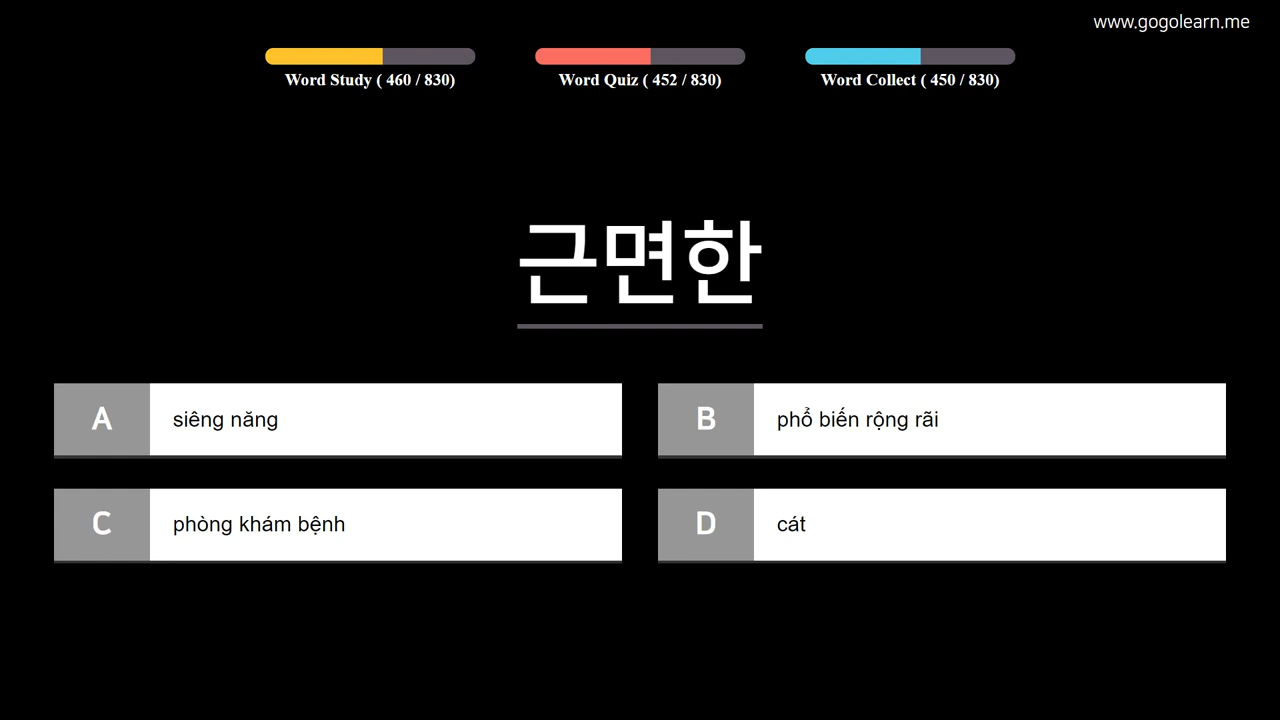 www.gogolearn.me
Word Study ( 460 / 830)
Word Quiz ( 452 / 830)
Word Collect ( 450 / 830)
근면한
A siêng năng
B phổ biến rộng rãi
C phòng khám bệnh
D cát